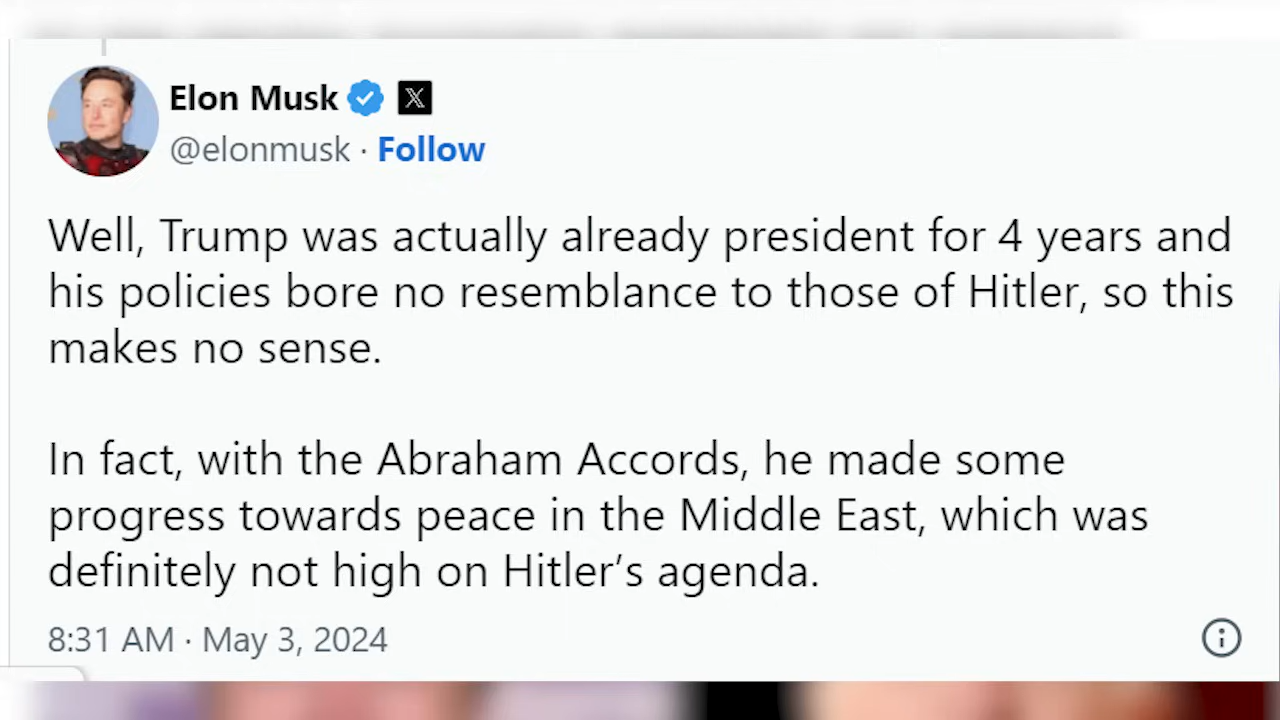 Elon Musk
@elonmusk · Follow
Well, Trump was actually already president for 4 years and
his policies bore no resemblance to those of Hitler, so this
makes no sense.
In fact, with the Abraham Accords, he made some
progress towards peace in the Middle East, which was
definitely not high on Hitler’s agenda.
8:31 AM · May 3, 2024